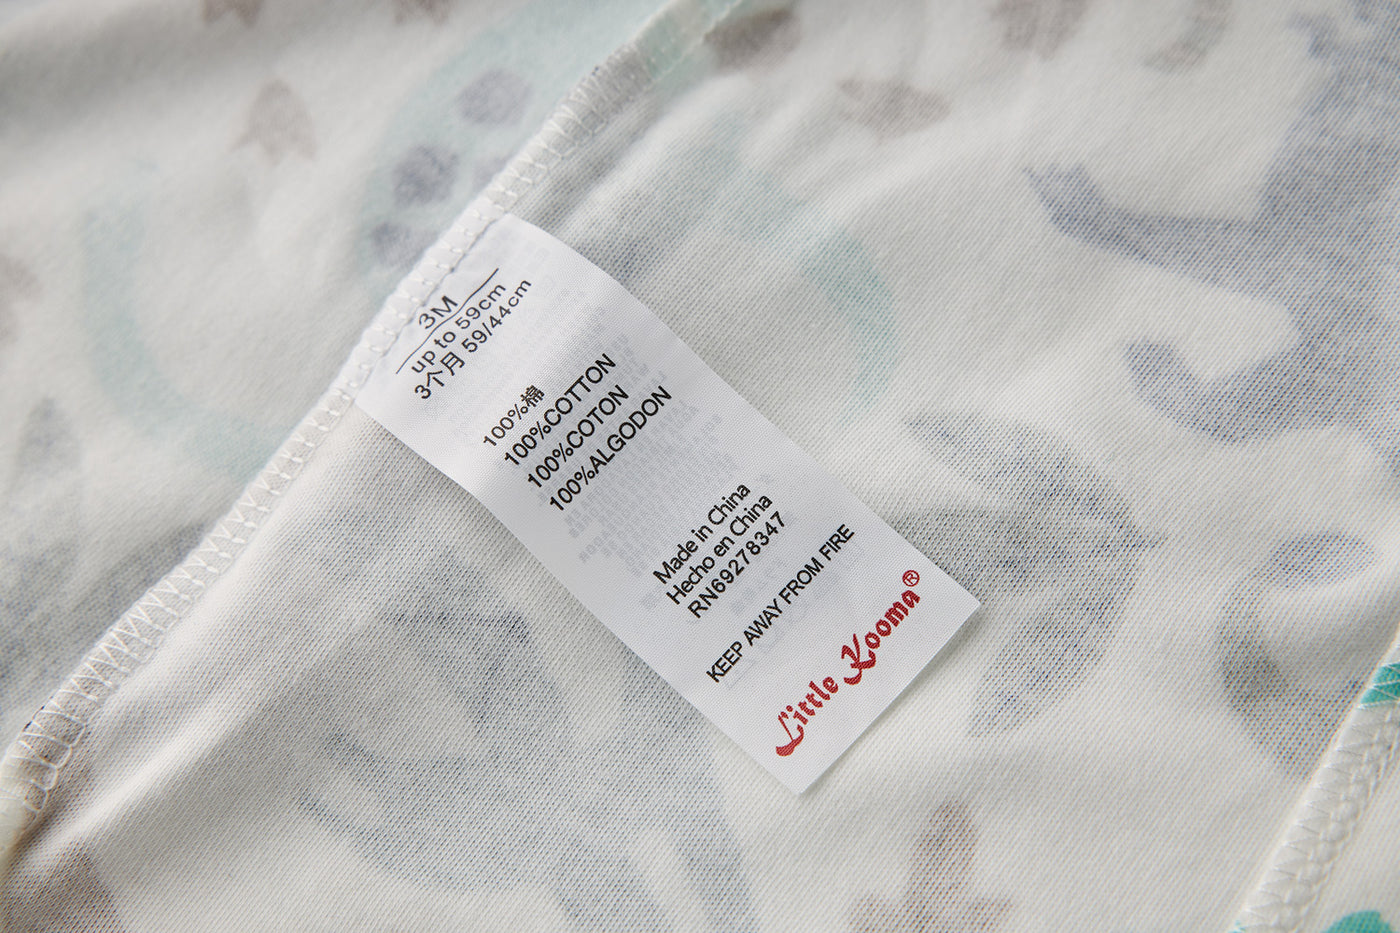 3M
up to 59cm
3个月 59/44cm
100%棉
100%COTTON
100%COTON
100%ALGODON
Made in China
Hecho en China
RN69278347
KEEP AWAY FROM FIRE
Little Kooma®